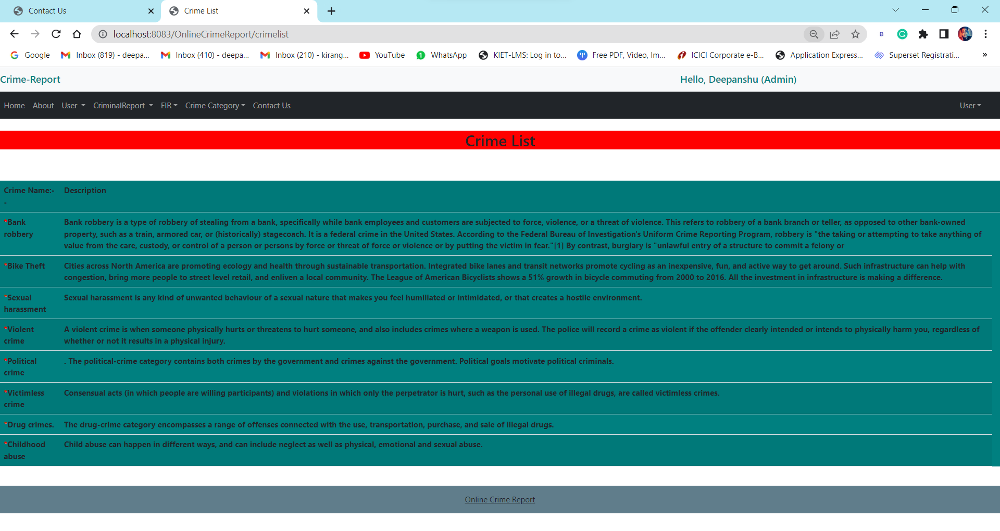 Contact Us
Crime List
localhost:8083/OnlineCrimeReport/crimelist
B
G
Google
Inbox (819) - deepa...
Inbox (410) - deepa...
Inbox (210) - kirang...
YouTube
1
WhatsApp
KIET-LMS: Log in to...
Free PDF, Video, Im...
ICICI Corporate e-B...
Application Express...
Superset Registrati...
»
Crime-Report
Hello, Deepanshu (Admin)
Home About User CriminalReport FIR Crime Category Contact Us User
Crime List
Crime Name:-
-
Description
*Bank
robbery
Bank robbery is a type of robbery of stealing from a bank, specifically while bank employees and customers are subjected to force, violence, or a threat of violence. This refers to robbery of a bank branch or teller, as opposed to other bank-owned
property, such as a train, armored car, or (historically) stagecoach. It is a federal crime in the United States. According to the Federal Bureau of Investigation's Uniform Crime Reporting Program, robbery is "the taking or attempting to take anything of
value from the care, custody, or control of a person or persons by force or threat of force or violence or by putting the victim in fear."[1] By contrast, burglary is "unlawful entry of a structure to commit a felony or
*Bike Theft
Cities across North America are promoting ecology and health through sustainable transportation. Integrated bike lanes and transit networks promote cycling as an inexpensive, fun, and active way to get around. Such infrastructure can help with
congestion, bring more people to street level retail, and enliven a local community. The League of American Bicyclists shows a 51% growth in bicycle commuting from 2000 to 2016. All the investment in infrastructure is making a difference.
*Sexual
harassment
Sexual harassment is any kind of unwanted behaviour of a sexual nature that makes you feel humiliated or intimidated, or that creates a hostile environment.
*Violent
crime
A violent crime is when someone physically hurts or threatens to hurt someone, and also includes crimes where a weapon is used. The police will record a crime as violent if the offender clearly intended or intends to physically harm you, regardless of
whether or not it results in a physical injury.
*Political
crime
. The political-crime category contains both crimes by the government and crimes against the government. Political goals motivate political criminals.
*Victimless
crime
Consensual acts (in which people are willing participants) and violations in which only the perpetrator is hurt, such as the personal use of illegal drugs, are called victimless crimes.
*Drug crimes.
The drug-crime category encompasses a range of offenses connected with the use, transportation, purchase, and sale of illegal drugs.
*Childhood
abuse
Child abuse can happen in different ways, and can include neglect as well as physical, emotional and sexual abuse.
Online Crime Report